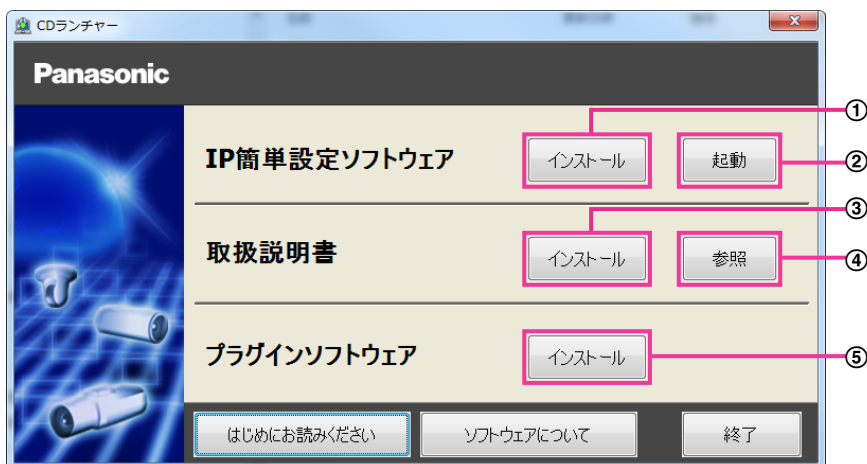 CDランチャー
Panasonic
①
IP簡単設定ソフトウェア インストール 起動 ②
③
取扱説明書 インストール 参照 ④
プラグインソフトウェア インストール ⑤
はじめにお読みください ソフトウェアについて 終了